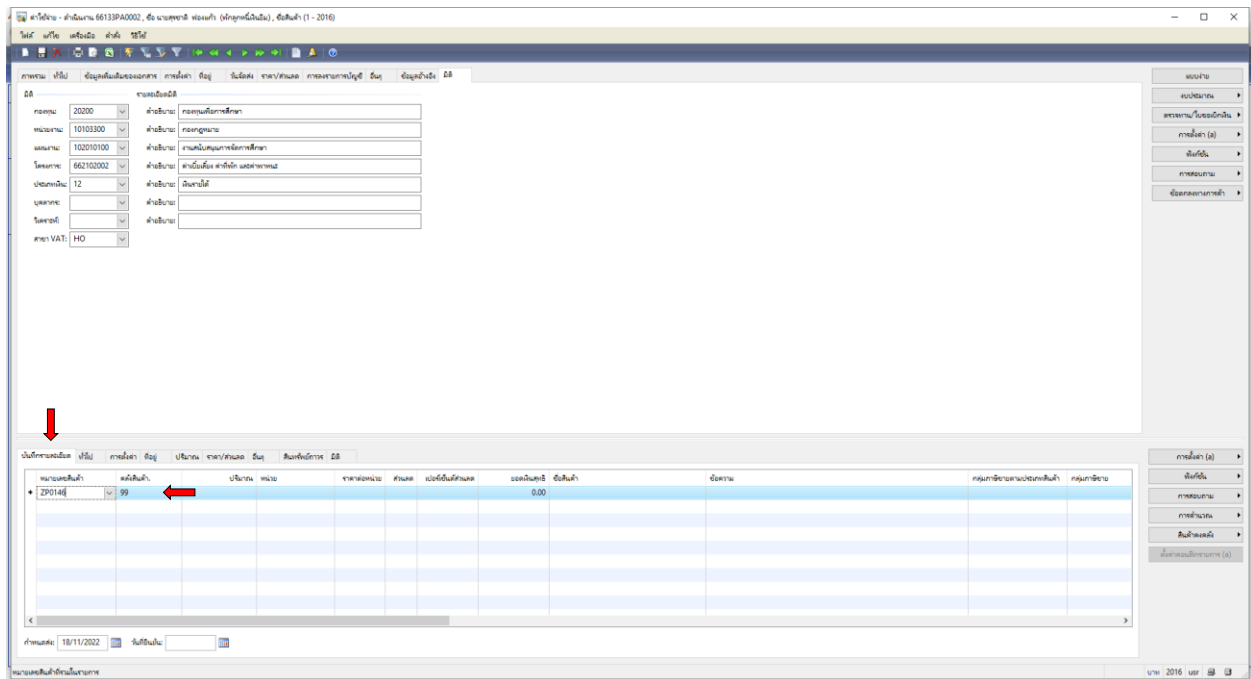 ค่าใช้จ่าย - ดำเนินงาน 66133PA0002, ชื่อ นายสุชาติ ฟองแก้ว (พักลูกหนี้เงินยืม), ชื่อสินค้า (1 - 2016)
ไฟล์ แก้ไข เครื่องมือ คำสั่ง วิธีใช้
ภาพรวม ทั่วไป ข้อมูลเพิ่มเติมของเอกสาร การตั้งค่า ที่อยู่ วันจัดส่ง ราคา/ส่วนลด การลงรายการบัญชี อื่นๆ ข้อมูลอ้างอิง มิติ
มิติ รายละเอียดมิติ
กองทุน: 20200 คำอธิบาย: กองทุนเพื่อการศึกษา
หน่วยงาน: 10103300 คำอธิบาย: กองกฎหมาย
แผนงาน: 102010100 คำอธิบาย: งานสนับสนุนการจัดการศึกษา
โครงการ: 662102002 คำอธิบาย: ค่าเบี้ยเลี้ยง ค่าที่พัก และค่าพาหนะ
ประเภทเงิน: 12 คำอธิบาย: เงินรายได้
บุคลากร: คำอธิบาย:
วิเคราะห์: คำอธิบาย:
สาขา VAT: HO
แบบง่าย
งบประมาณ
ตรวจทาน/ใบขอเบิกเงิน
การตั้งค่า (a)
ฟังก์ชัน
การสอบถาม
ข้อตกลงทางการค้า
บันทึกรายละเอียด ทั่วไป การตั้งค่า ที่อยู่ ปริมาณ ราคา/ส่วนลด อื่นๆ สินทรัพย์ถาวร มิติ
หมายเลขสินค้า คลังสินค้า. ปริมาณ หน่วย ราคาต่อหน่วย ส่วนลด เปอร์เซ็นต์ส่วนลด ยอดเงินสุทธิ ชื่อสินค้า ข้อความ กลุ่มภาษีขายตามประเภทสินค้า กลุ่มภาษีขาย
ZP0146 99 0.00
การตั้งค่า (a)
ฟังก์ชัน
การสอบถาม
การคำนวณ
สินค้าคงคลัง
กำหนดส่ง: 18/11/2022 วันที่ยืนยัน:
หมายเลขสินค้าที่รวมในรายการ บาท 2016 usr